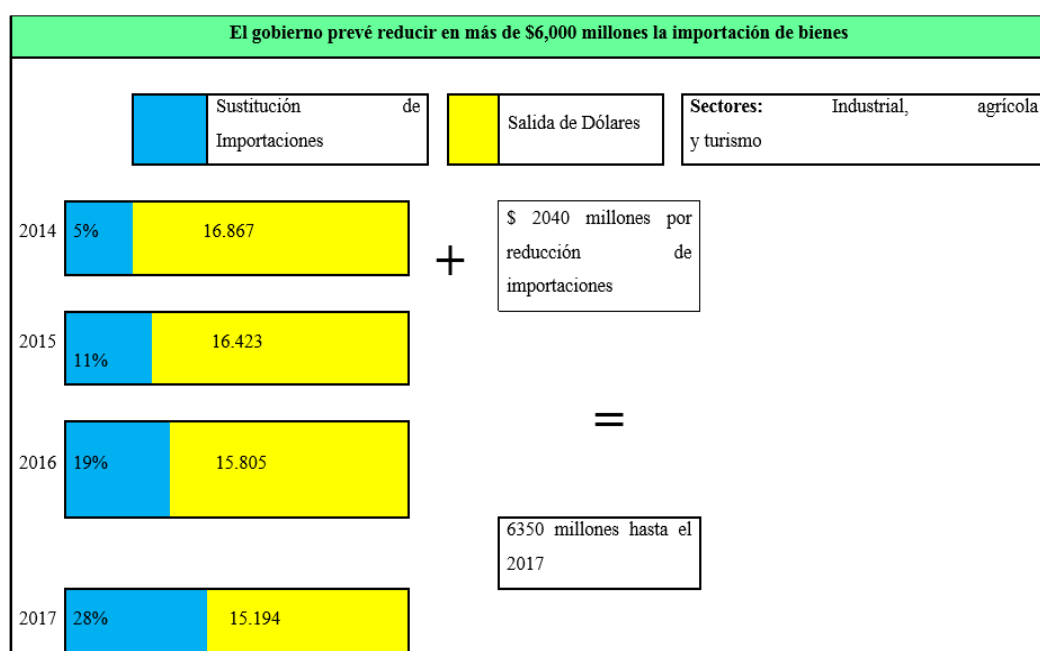 El gobierno prevé reducir en más de $6,000 millones la importación de bienes
Sustitución de
Importaciones
Salida de Dólares
Sectores: Industrial, agrícola
y turismo
2014 5% 16.867
+
$ 2040 millones por
reducción de
importaciones
2015 11% 16.423
=
2016 19% 15.805
6350 millones hasta el
2017
2017 28% 15.194